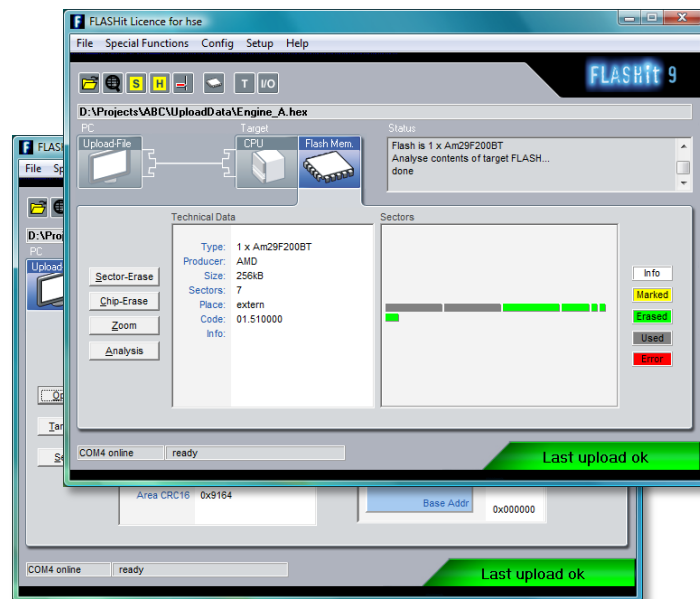 FLASHit Licence for hse
File Special Functions Config Setup Help
S H T I/O
FLASHit 9
D:\Projects\ABC\UploadData\Engine_A.hex
PC Target Status
Upload-File CPU Flash Mem.
Flash is 1 x Am29F200BT
Analyse contents of target FLASH...
done
Technical Data
Type: 1 x Am29F200BT
Producer: AMD
Size: 256kB
Sectors: 7
Place: extern
Code: 01.510000
Info:
Sector-Erase
Chip-Erase
Zoom
Analysis
Sectors
Info
Marked
Erased
Used
Error
COM4 online ready
Last upload ok
File
PC
Area CRC16 0x9164
Base Addr 0x000000
COM4 online ready
Last upload ok